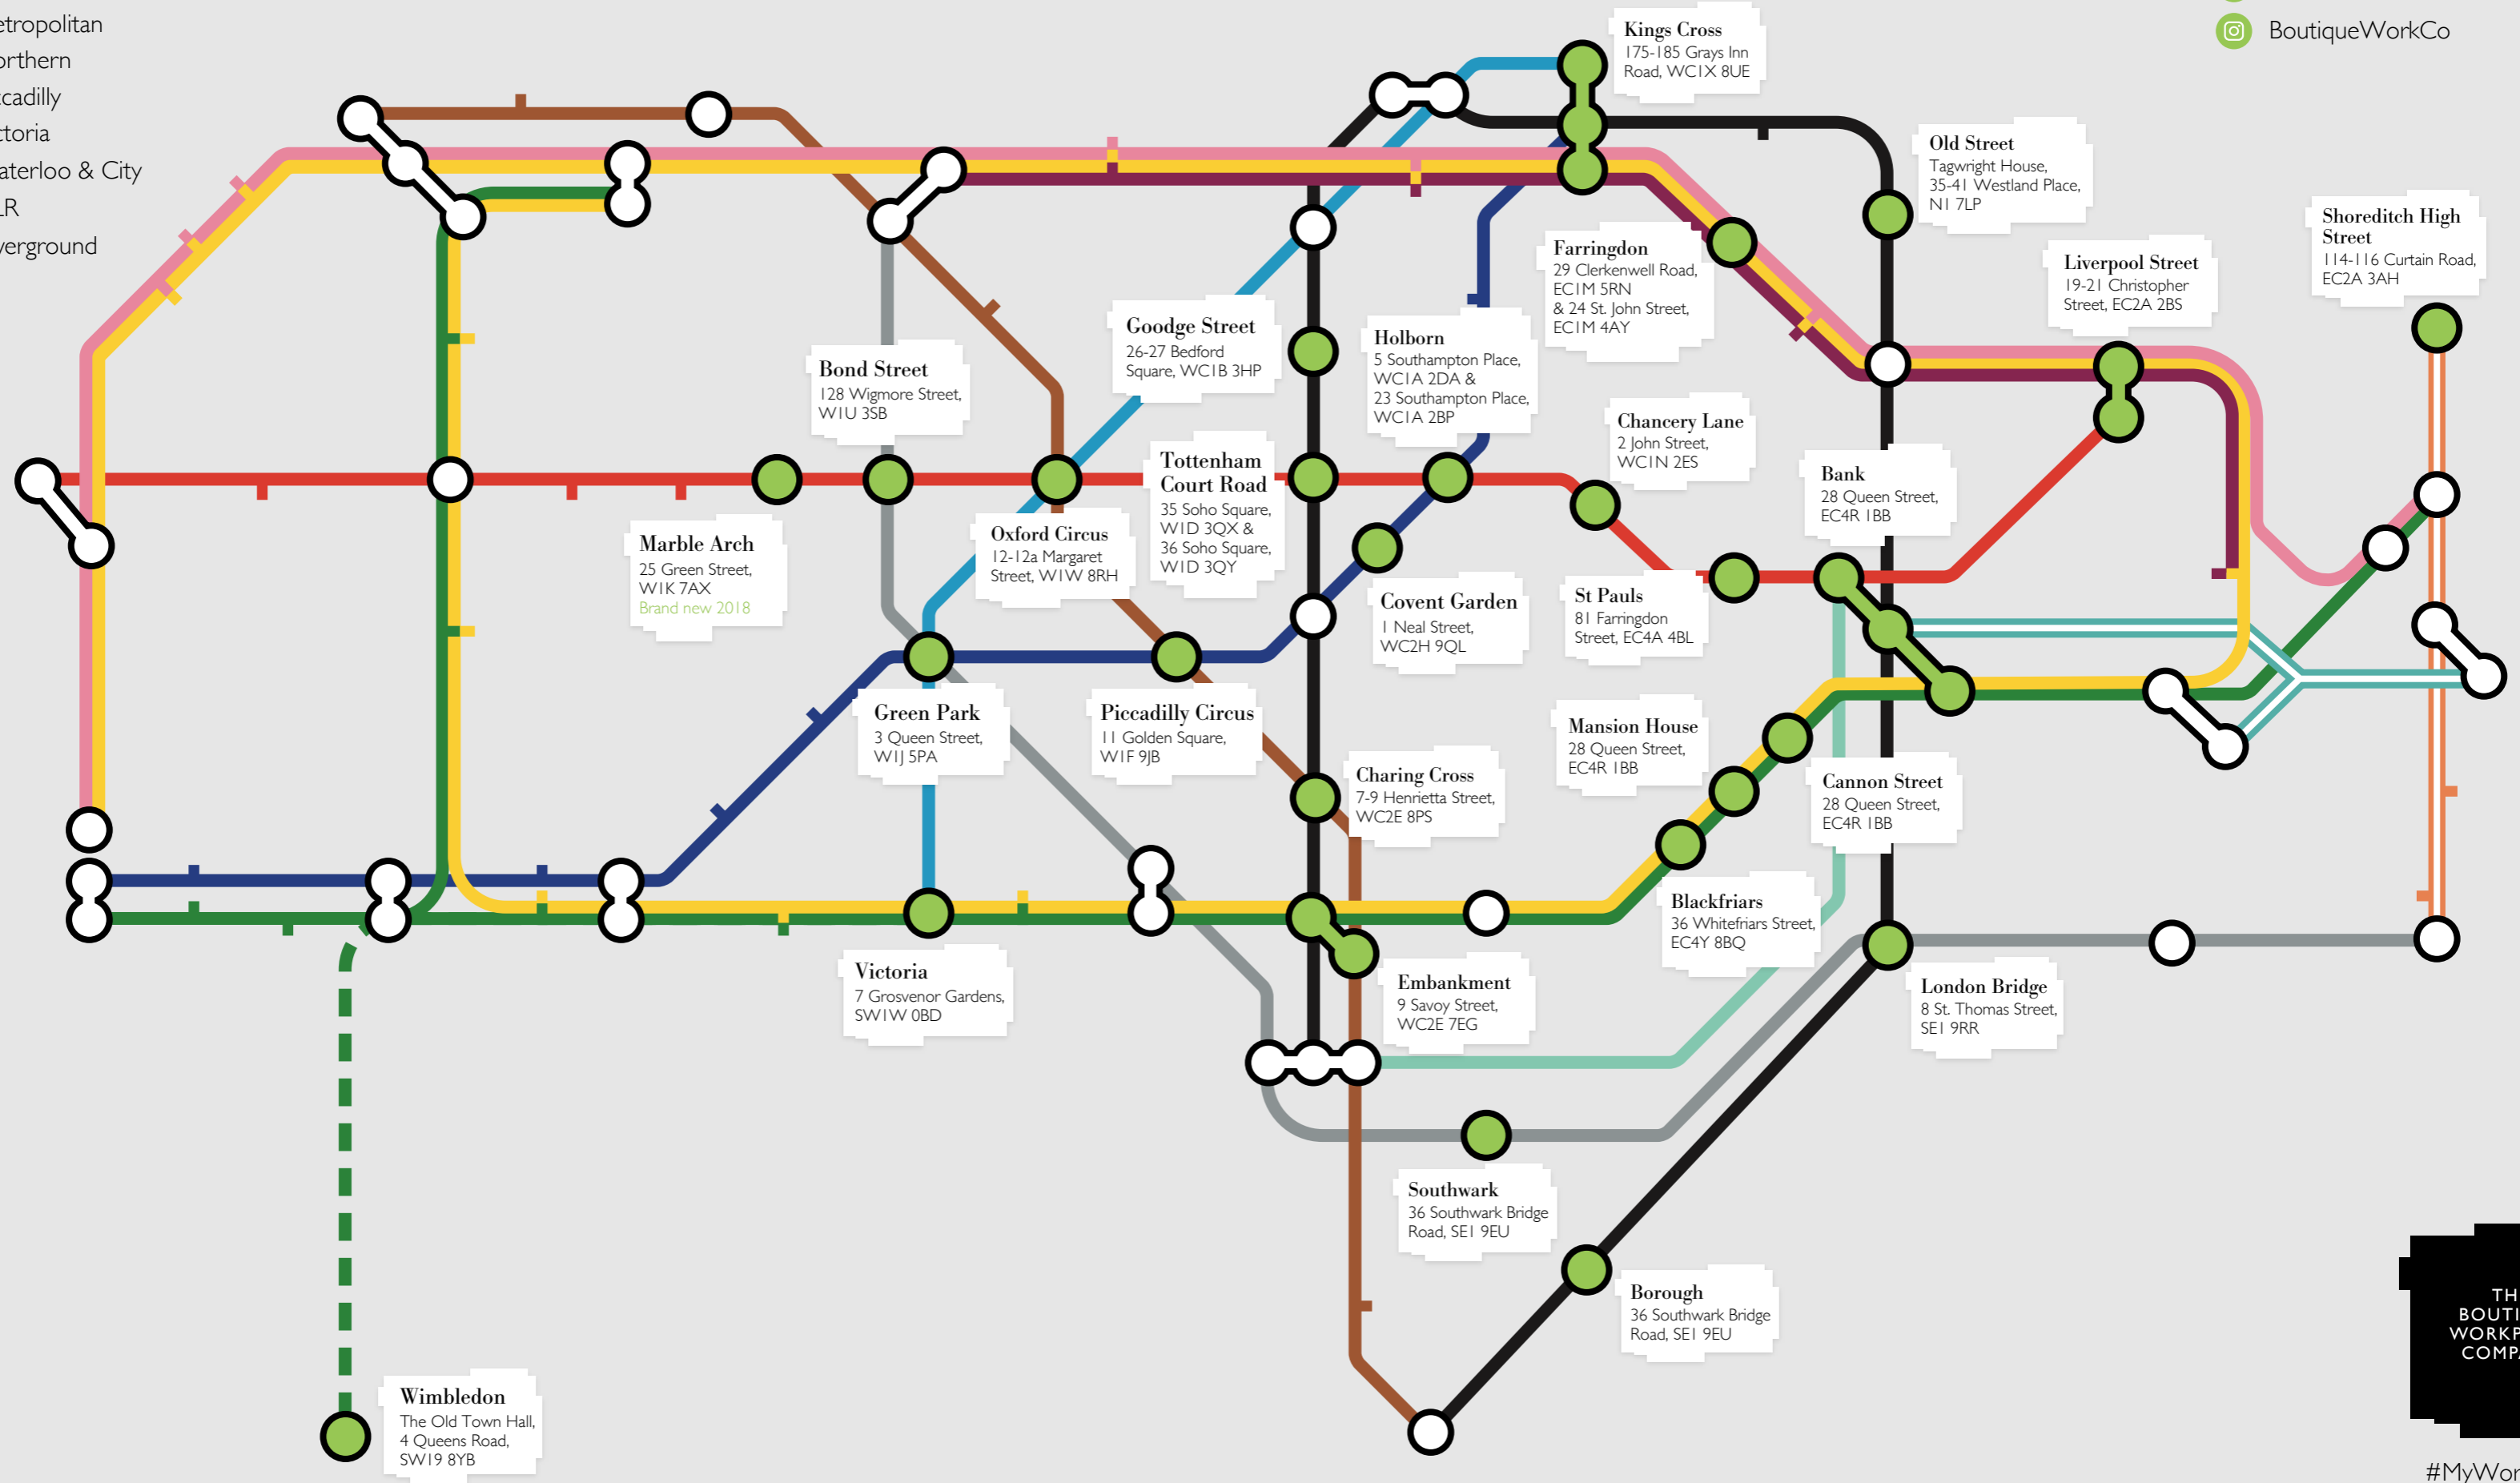 etropolitan
orthern
ccadilly
ctoria
aterloo & City
LR
verground
BoutiqueWorkCo
Kings Cross
175-185 Grays Inn
Road, WC1X 8UE
Old Street
Tagwright House,
35-41 Westland Place,
N1 7LP
Shoreditch High
Street
114-116 Curtain Road,
EC2A 3AH
Farringdon
29 Clerkenwell Road,
EC1M 5RN
& 24 St. John Street,
EC1M 4AY
Liverpool Street
19-21 Christopher
Street, EC2A 2BS
Goodge Street
26-27 Bedford
Square, WC1B 3HP
Holborn
5 Southampton Place,
WC1A 2DA &
23 Southampton Place,
WC1A 2BP
Bond Street
128 Wigmore Street,
W1U 3SB
Chancery Lane
2 John Street,
WC1N 2ES
Tottenham
Court Road
35 Soho Square,
W1D 3QX &
36 Soho Square,
W1D 3QY
Bank
28 Queen Street,
EC4R 1BB
Marble Arch
25 Green Street,
W1K 7AX
Brand new 2018
Oxford Circus
12-12a Margaret
Street, W1W 8RH
Covent Garden
1 Neal Street,
WC2H 9QL
St Pauls
81 Farringdon
Street, EC4A 4BL
Green Park
3 Queen Street,
W1J 5PA
Piccadilly Circus
11 Golden Square,
W1F 9JB
Mansion House
28 Queen Street,
EC4R 1BB
Charing Cross
7-9 Henrietta Street,
WC2E 8PS
Cannon Street
28 Queen Street,
EC4R 1BB
Blackfriars
36 Whitefriars Street,
EC4Y 8BQ
Victoria
7 Grosvenor Gardens,
SW1W 0BD
Embankment
9 Savoy Street,
WC2E 7EG
London Bridge
8 St. Thomas Street,
SE1 9RR
Southwark
36 Southwark Bridge
Road, SE1 9EU
Borough
36 Southwark Bridge
Road, SE1 9EU
Wimbledon
The Old Town Hall,
4 Queens Road,
SW19 8YB
TH
BOUTI
WORKP
COMPA
#MyWor